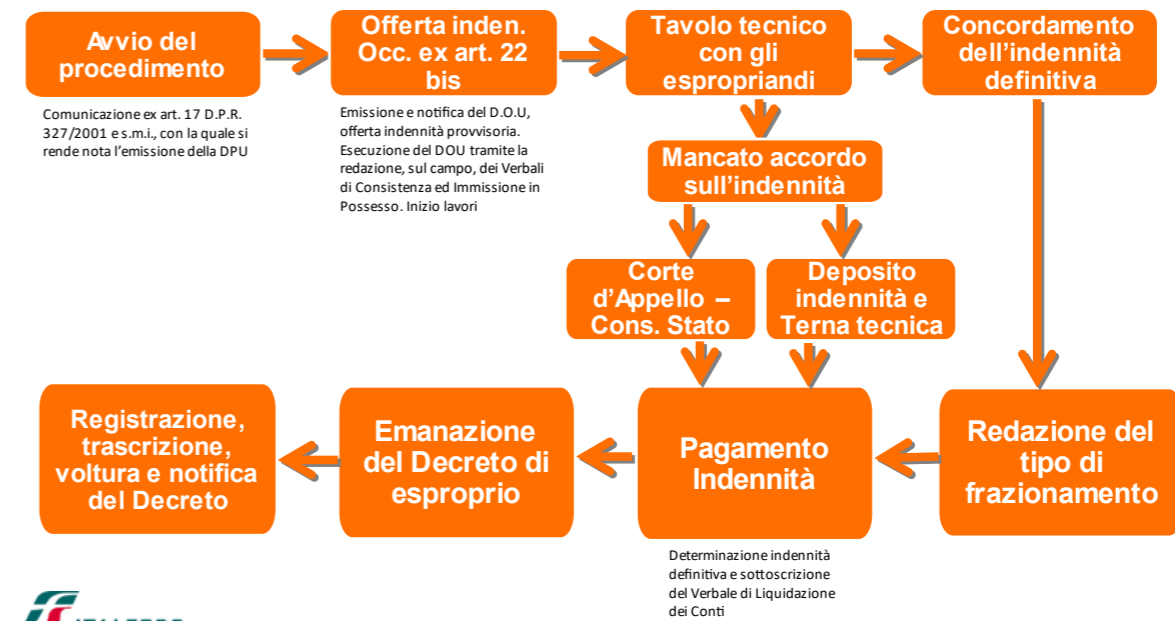 Avvio del
procedimento
Offerta inden.
Occ. ex art. 22
bis
Tavolo tecnico
con gli
espropriandi
Concordamento
dell'indennità
definitiva
Comunicazione ex art. 17 D.P.R.
327/2001 e s.m.i., con la quale si
rende nota l'emissione della DPU
Emissione e notifica del D.O.U,
offerta indennità provvisoria.
Esecuzione del DOU tramite la
redazione, sul campo, dei Verbali
di Consistenza ed Immissione in
Possesso. Inizio lavori
Mancato accordo
sull'indennità
Corte
d'Appello –
Cons. Stato
Deposito
indennità e
Terna tecnica
Registrazione,
trascrizione,
voltura e notifica
del Decreto
Emanazione
del Decreto di
esproprio
Pagamento
Indennità
Redazione del
tipo di
frazionamento
Determinazione indennità
definitiva e sottoscrizione
del Verbale di Liquidazione
dei Conti